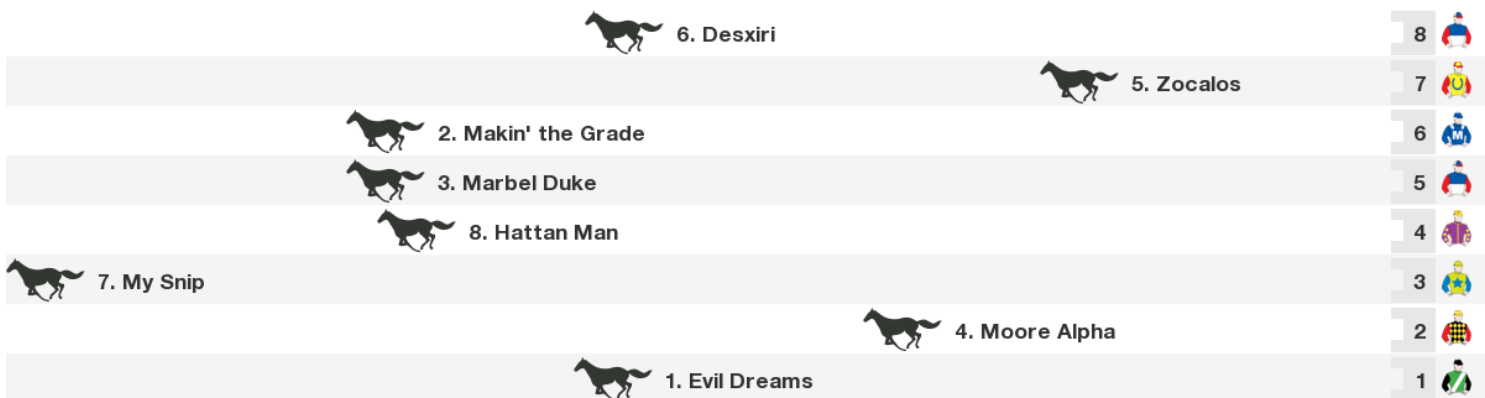 6. Desxiri 8
5. Zocalos 7
2. Makin' the Grade 6 M
3. Marbel Duke 5
8. Hattan Man 4
7. My Snip 3
4. Moore Alpha 2
1. Evil Dreams 1